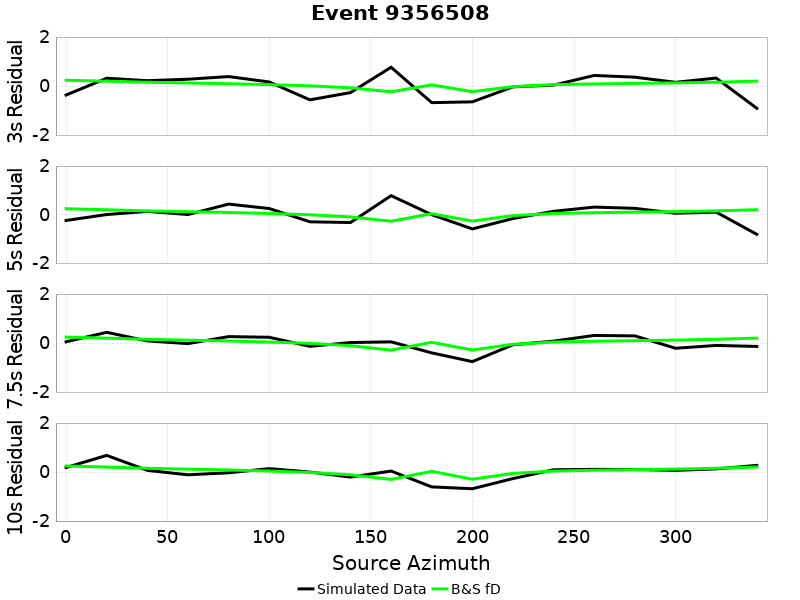 Event 9356508
3s Residual
2
0
-2
5s Residual
2
0
-2
7.5s Residual
2
0
-2
10s Residual
2
0
-2
0 50 100 150 200 250 300
Source Azimuth
Simulated Data B&S fD